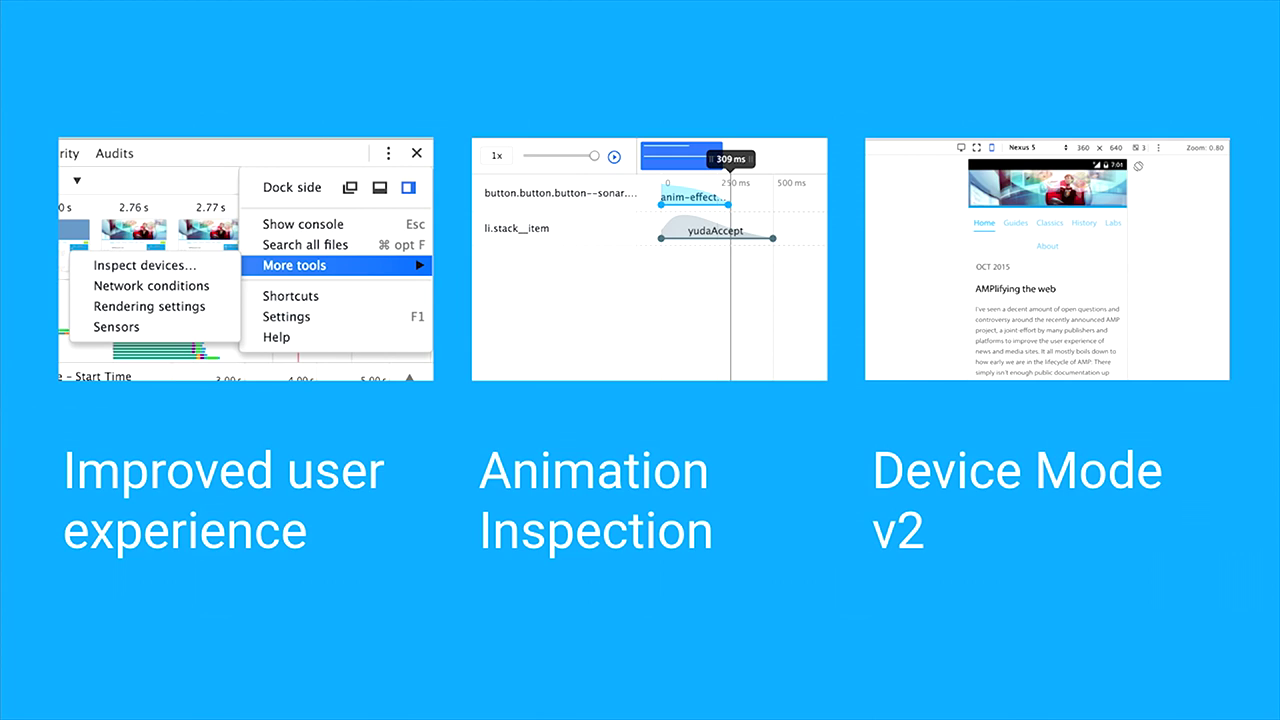 rity Audits
0 s 2.76 s 2.77 s
Dock side
Show console Esc
Search all files ⌘ opt F
More tools
Inspect devices...
Network conditions
Rendering settings
Sensors
Shortcuts
Settings F1
Help
e – Start Time 3.00 s 4.00 s 5.00 s
1x
309 ms
0 250 ms 500 ms
button.button.button--sonar....
anim-effect...
li.stack__item
yudaAccept
Nexus 5 360 × 640 3 Zoom: 0.80
7:01
Home Guides Classics History Labs
About
OCT 2015
AMPlifying the web
I've seen a decent amount of open questions and
controversy around the recently announced AMP
project, a joint effort by many publishers and
platforms to improve the user experience of
news and media sites. It all mostly boils down to
how early we are in the lifecycle of AMP: There
simply isn't enough public documentation up
Improved user
experience
Animation
Inspection
Device Mode
v2